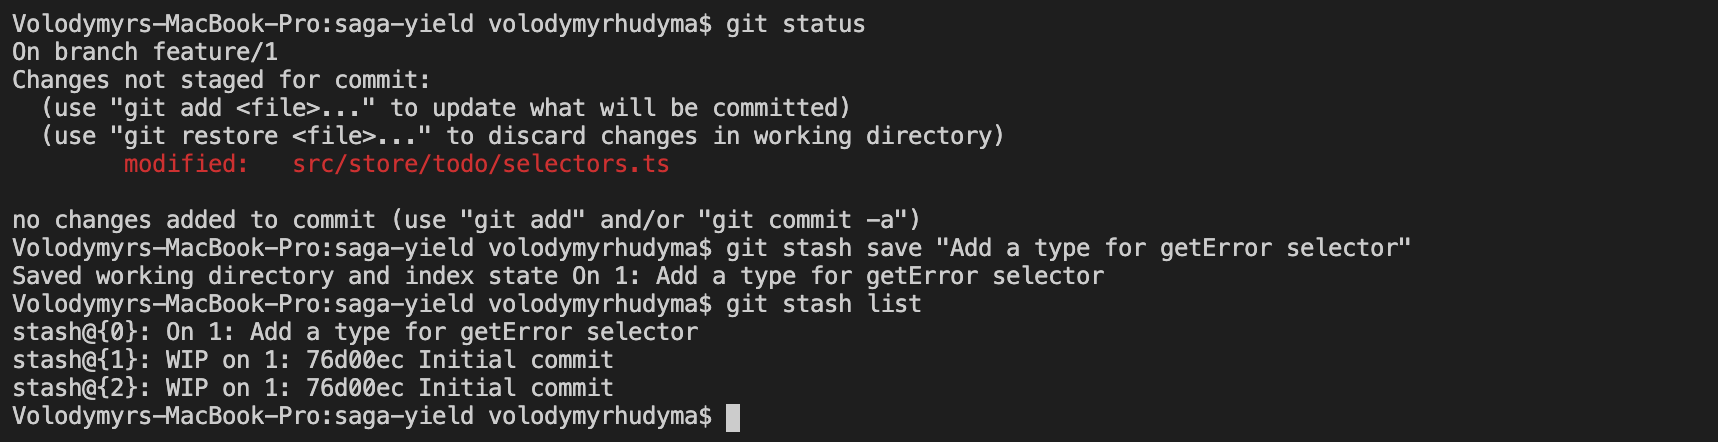 Volodymyrs-MacBook-Pro:saga-yield volodymyrhudyma$ git status
On branch feature/1
Changes not staged for commit:
  (use "git add <file>..." to update what will be committed)
  (use "git restore <file>..." to discard changes in working directory)
        modified:   src/store/todo/selectors.ts

no changes added to commit (use "git add" and/or "git commit -a")
Volodymyrs-MacBook-Pro:saga-yield volodymyrhudyma$ git stash save "Add a type for getError selector"
Saved working directory and index state On 1: Add a type for getError selector
Volodymyrs-MacBook-Pro:saga-yield volodymyrhudyma$ git stash list
stash@{0}: On 1: Add a type for getError selector
stash@{1}: WIP on 1: 76d00ec Initial commit
stash@{2}: WIP on 1: 76d00ec Initial commit
Volodymyrs-MacBook-Pro:saga-yield volodymyrhudyma$